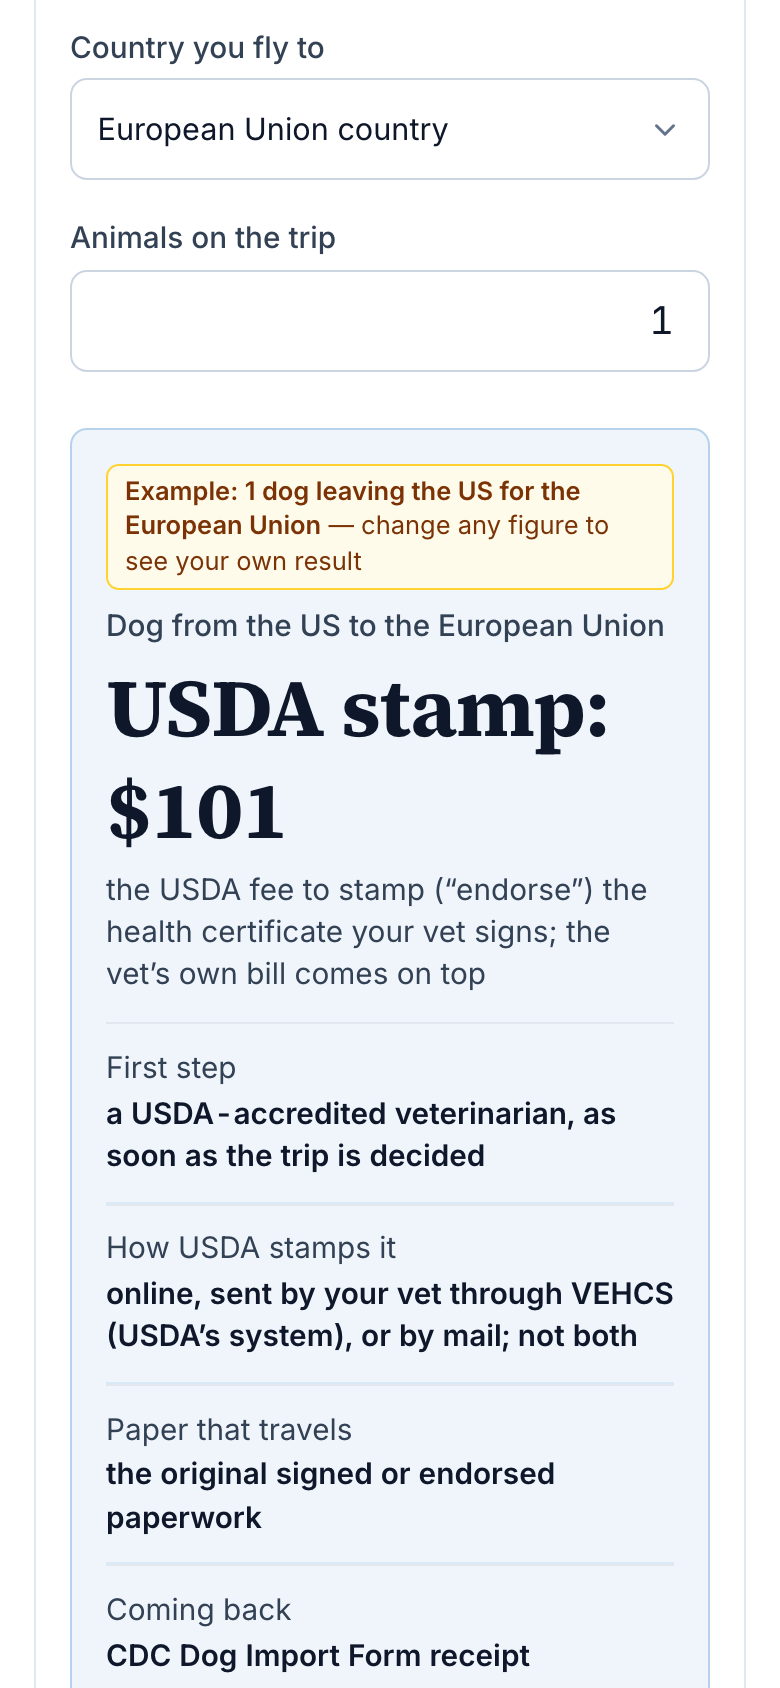 Country you fly to
European Union country
Animals on the trip
1
Example: 1 dog leaving the US for the
European Union — change any figure to
see your own result
Dog from the US to the European Union
USDA stamp:
$101
the USDA fee to stamp (“endorse”) the
health certificate your vet signs; the
vet’s own bill comes on top
First step
a USDA-accredited veterinarian, as
soon as the trip is decided
How USDA stamps it
online, sent by your vet through VEHCS
(USDA’s system), or by mail; not both
Paper that travels
the original signed or endorsed
paperwork
Coming back
CDC Dog Import Form receipt